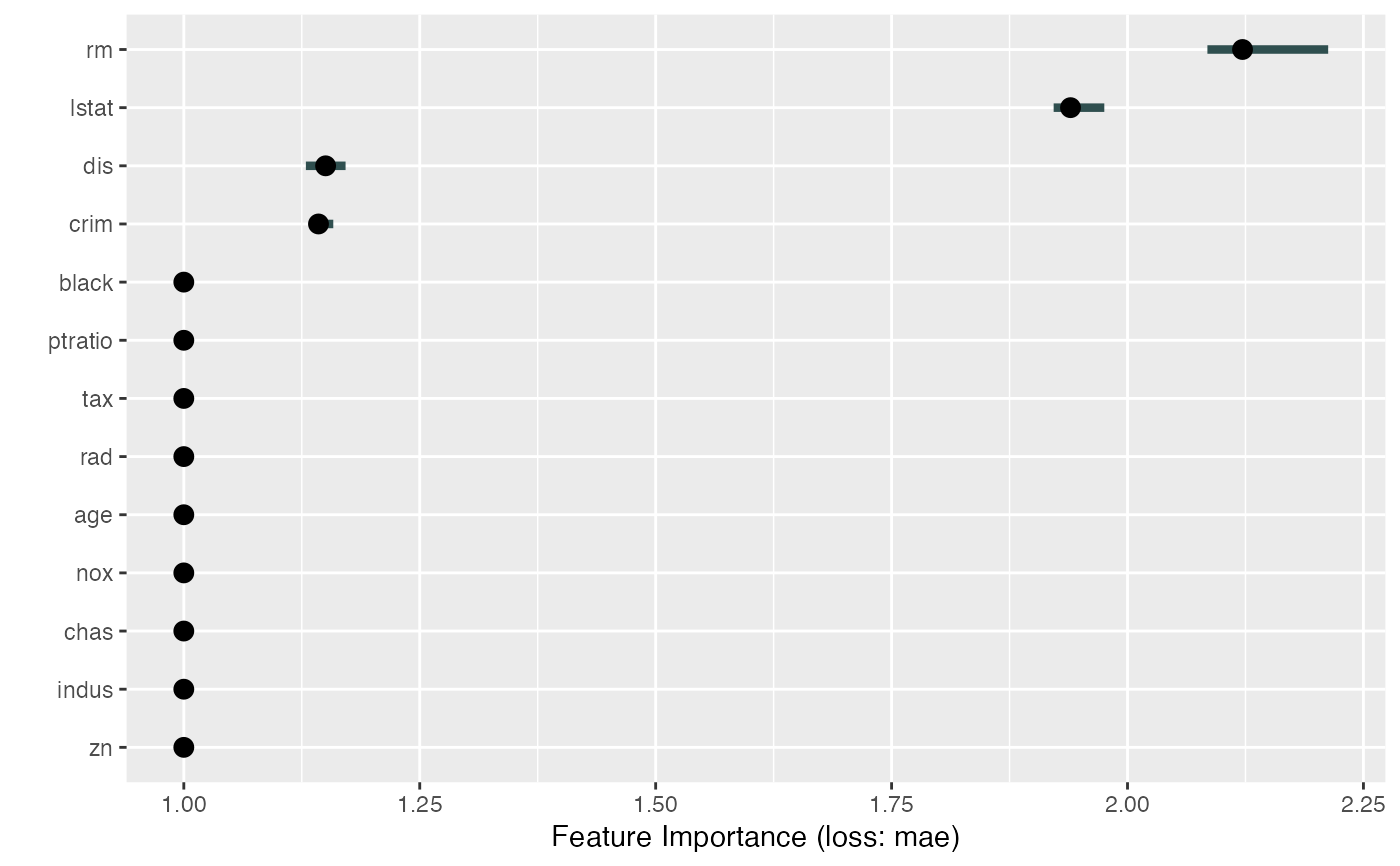 rm
lstat
dis
crim
black
ptratio
tax
rad
age
nox
chas
indus
zn
1.00 1.25 1.50 1.75 2.00 2.25
Feature Importance (loss: mae)